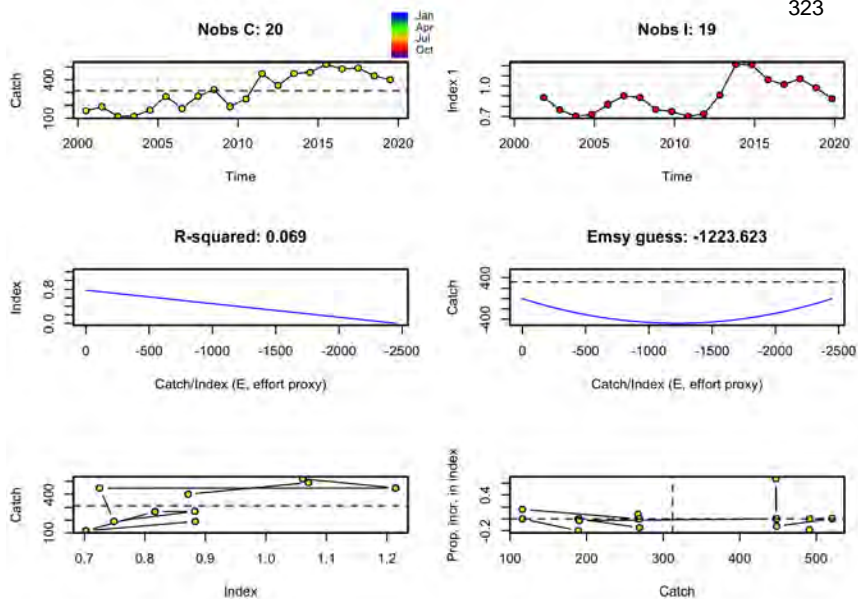 323
Nobs C: 20
Jan
Apr
Jul
Oct
Catch
400
100
2000 2005 2010 2015 2020
Time
Nobs I: 19
Index 1
1.0
0.7
2000 2005 2010 2015 2020
Time
R-squared: 0.069
Index
0.8
0.0
0 -500 -1000 -1500 -2000 -2500
Catch/Index (E, effort proxy)
Emsy guess: -1223.623
Catch
400
-400
0 -500 -1000 -1500 -2000 -2500
Catch/Index (E, effort proxy)
Catch
400
100
0.7 0.8 0.9 1.0 1.1 1.2
Index
Prop. incr. in index
0.4
-0.2
100 200 300 400 500
Catch